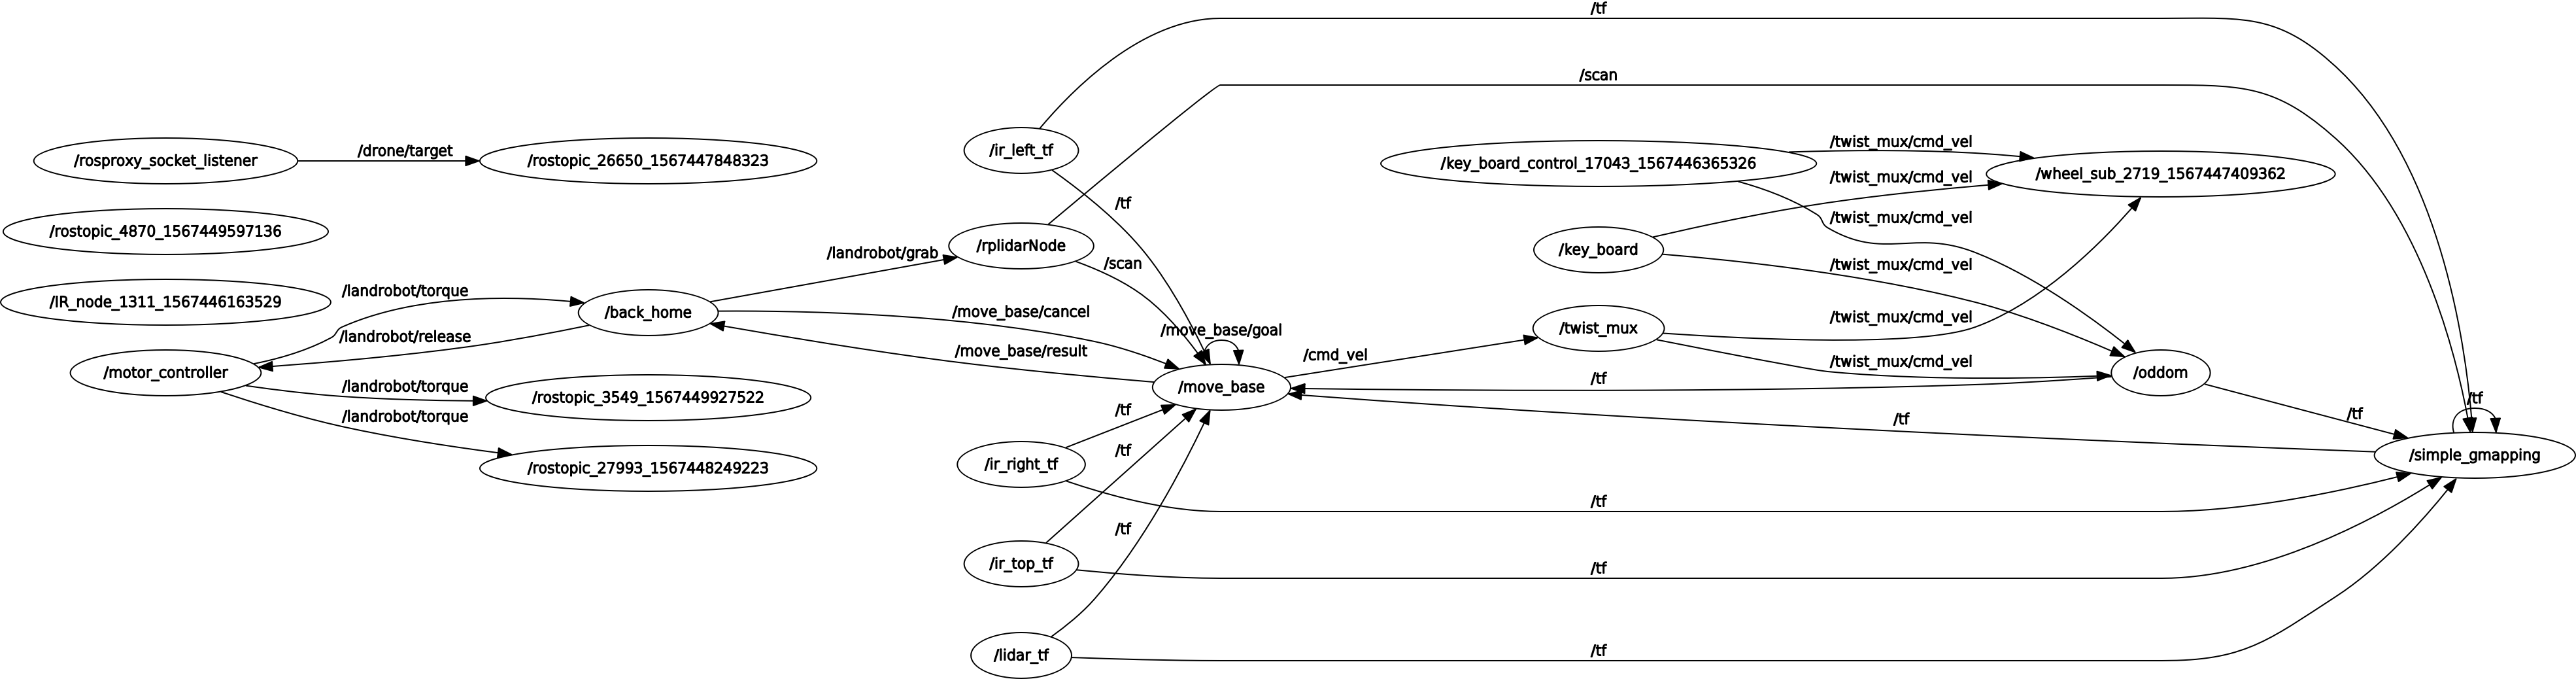 /tf
/scan
/rosproxy_socket_listener
/drone/target
/rostopic_26650_1567447848323
/ir_left_tf
/key_board_control_17043_1567446365326
/twist_mux/cmd_vel
/wheel_sub_2719_1567447409362
/twist_mux/cmd_vel
/tf
/twist_mux/cmd_vel
/rostopic_4870_1567449597136
/landrobot/grab
/rplidarNode
/key_board
/scan
/twist_mux/cmd_vel
/IR_node_1311_1567446163529
/landrobot/torque
/back_home
/move_base/cancel
/move_base/goal
/twist_mux
/twist_mux/cmd_vel
/landrobot/release
/move_base/result
/cmd_vel
/twist_mux/cmd_vel
/motor_controller
/landrobot/torque
/rostopic_3549_1567449927522
/move_base
/tf
/oddom
/tf
/landrobot/torque
/tf
/tf
/tf
/rostopic_27993_1567448249223
/ir_right_tf
/tf
/simple_gmapping
/tf
/tf
/ir_top_tf
/tf
/lidar_tf
/tf